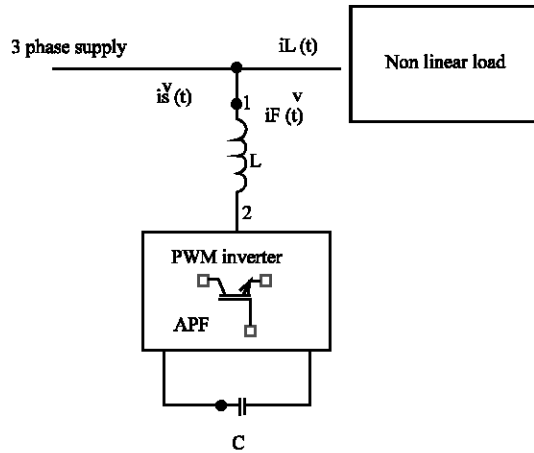 3 phase supply
iL (t)
Non linear load
v
is (t)
1
v
iF (t)
L
2
PWM inverter
APF
C